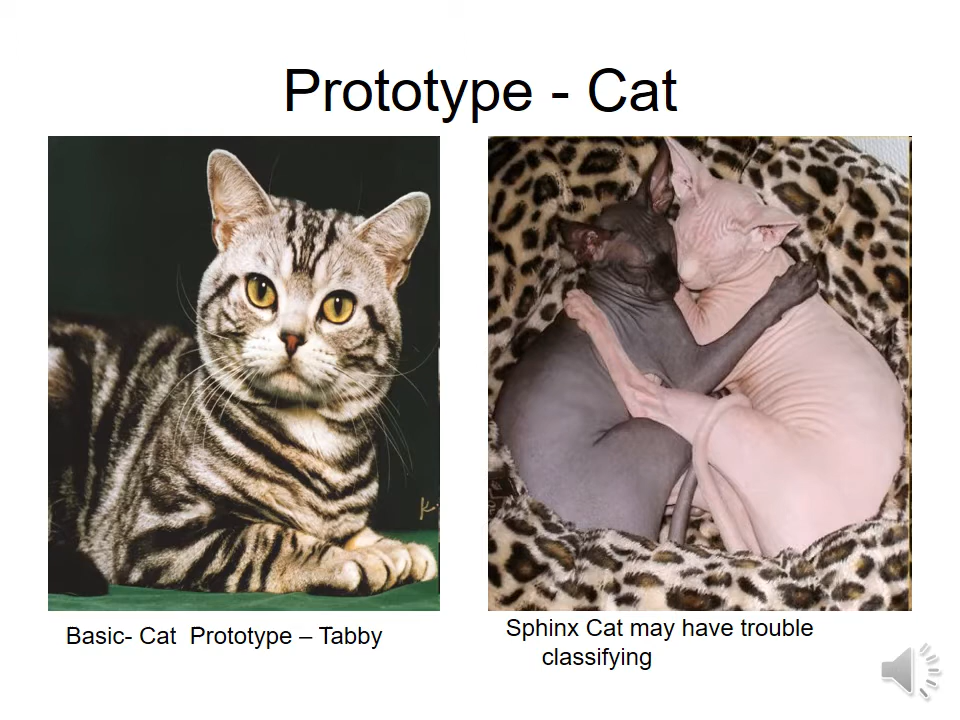 Prototype - Cat
Basic- Cat  Prototype – Tabby
Sphinx Cat may have trouble
classifying